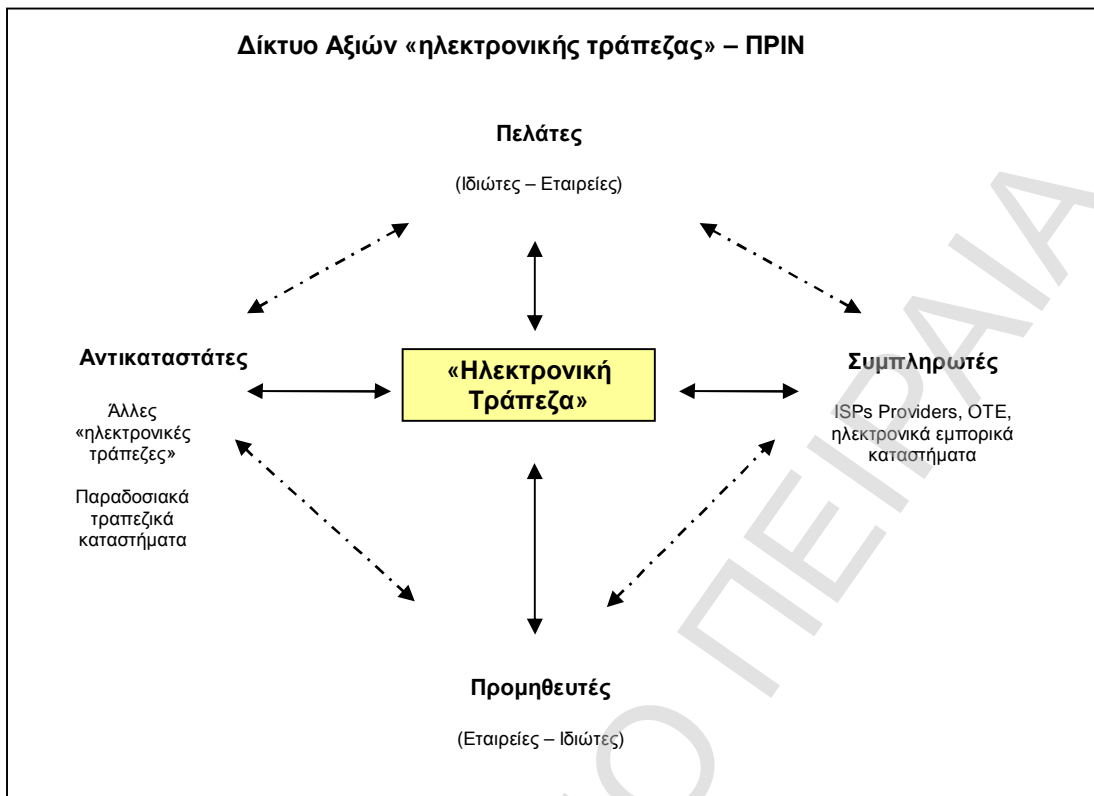 Δίκτυο Αξιών «ηλεκτρονικής τράπεζας» – ΠΡΙΝ
Πελάτες
(Ιδιώτες – Εταιρείες)
Αντικαταστάτες
Άλλες
«ηλεκτρονικές
τράπεζες»
Παραδοσιακά
τραπεζικά
καταστήματα
«Ηλεκτρονική
Τράπεζα»
Συμπληρωτές
ISPs Providers, ΟΤΕ,
ηλεκτρονικά εμπορικά
καταστήματα
Προμηθευτές
(Εταιρείες – Ιδιώτες)
Ο ΠΕΙΡΑΙΑ